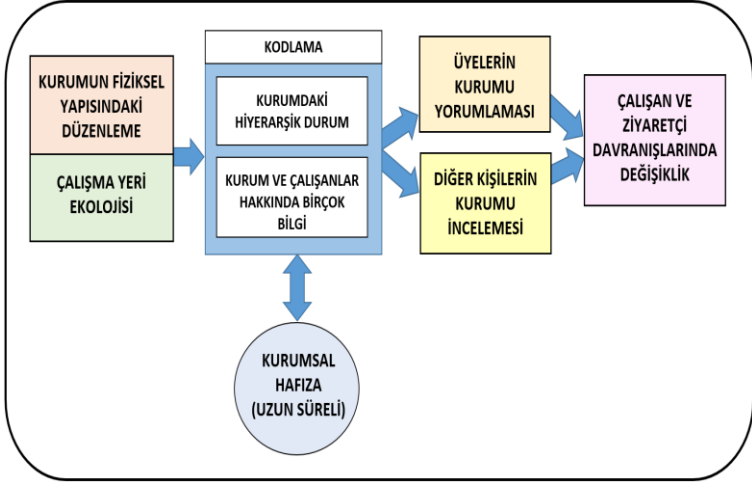 KURUMUN FİZİKSEL
YAPISINDAKİ
DÜZENLEME
ÇALIŞMA YERİ
EKOLOJİSİ
KODLAMA
KURUMDAKİ
HİYERARŞİK DURUM
KURUM VE ÇALIŞANLAR
HAKKINDA BİRÇOK
BİLGİ
KURUMSAL
HAFIZA
(UZUN SÜRELİ)
ÜYELERİN
KURUMU
YORUMLAMASI
DİĞER KİŞİLERİN
KURUMU
İNCELEMESİ
ÇALIŞAN VE
ZİYARETÇİ
DAVRANIŞLARINDA
DEĞİŞİKLİK